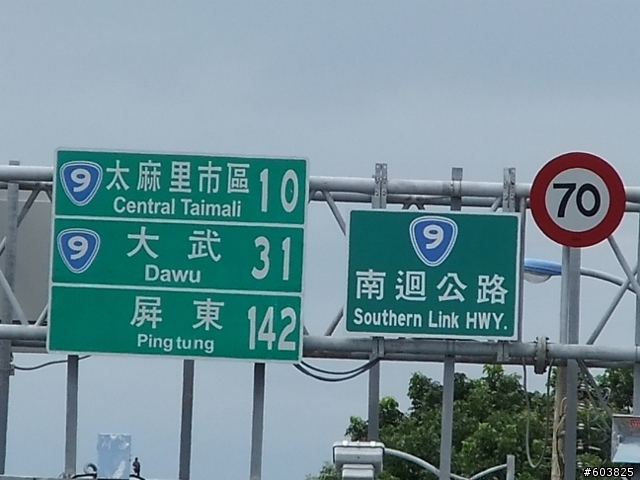 9 太麻里市區 10
Central Taimali
9 大武 31
Dawu
屏東 142
Pingtung
9
南迴公路
Southern Link HWY.
70
#603825